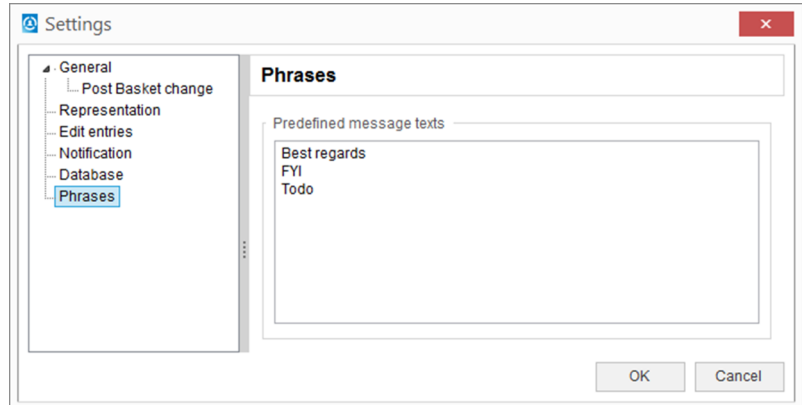 Settings
General
Post Basket change
Representation
Edit entries
Notification
Database
Phrases
Phrases
Predefined message texts
Best regards
FYI
Todo
OK
Cancel